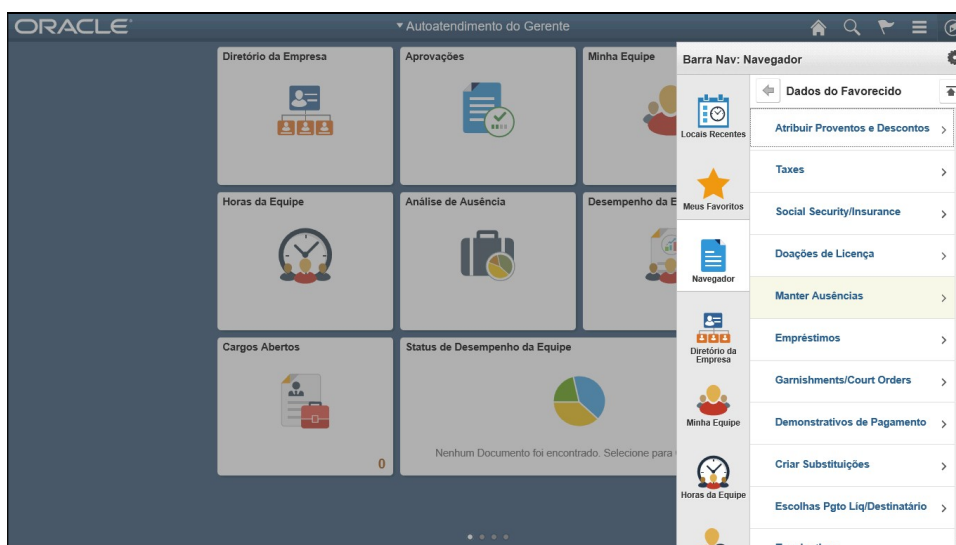 ORACLE
Autoatendimento do Gerente
Diretório da Empresa
Aprovações
Minha Equipe
Horas da Equipe
Análise de Ausência
Desempenho da E
Cargos Abertos
0
Status de Desempenho da Equipe
Nenhum Documento foi encontrado. Selecione para
Barra Nav: Navegador
Locais Recentes
Meus Favoritos
Navegador
Diretório da
Empresa
Minha Equipe
Horas da Equipe
Dados do Favorecido
Atribuir Proventos e Descontos
Taxes
Social Security/Insurance
Doações de Licença
Manter Ausências
Empréstimos
Garnishments/Court Orders
Demonstrativos de Pagamento
Criar Substituições
Escolhas Pgto Líq/Destinatário